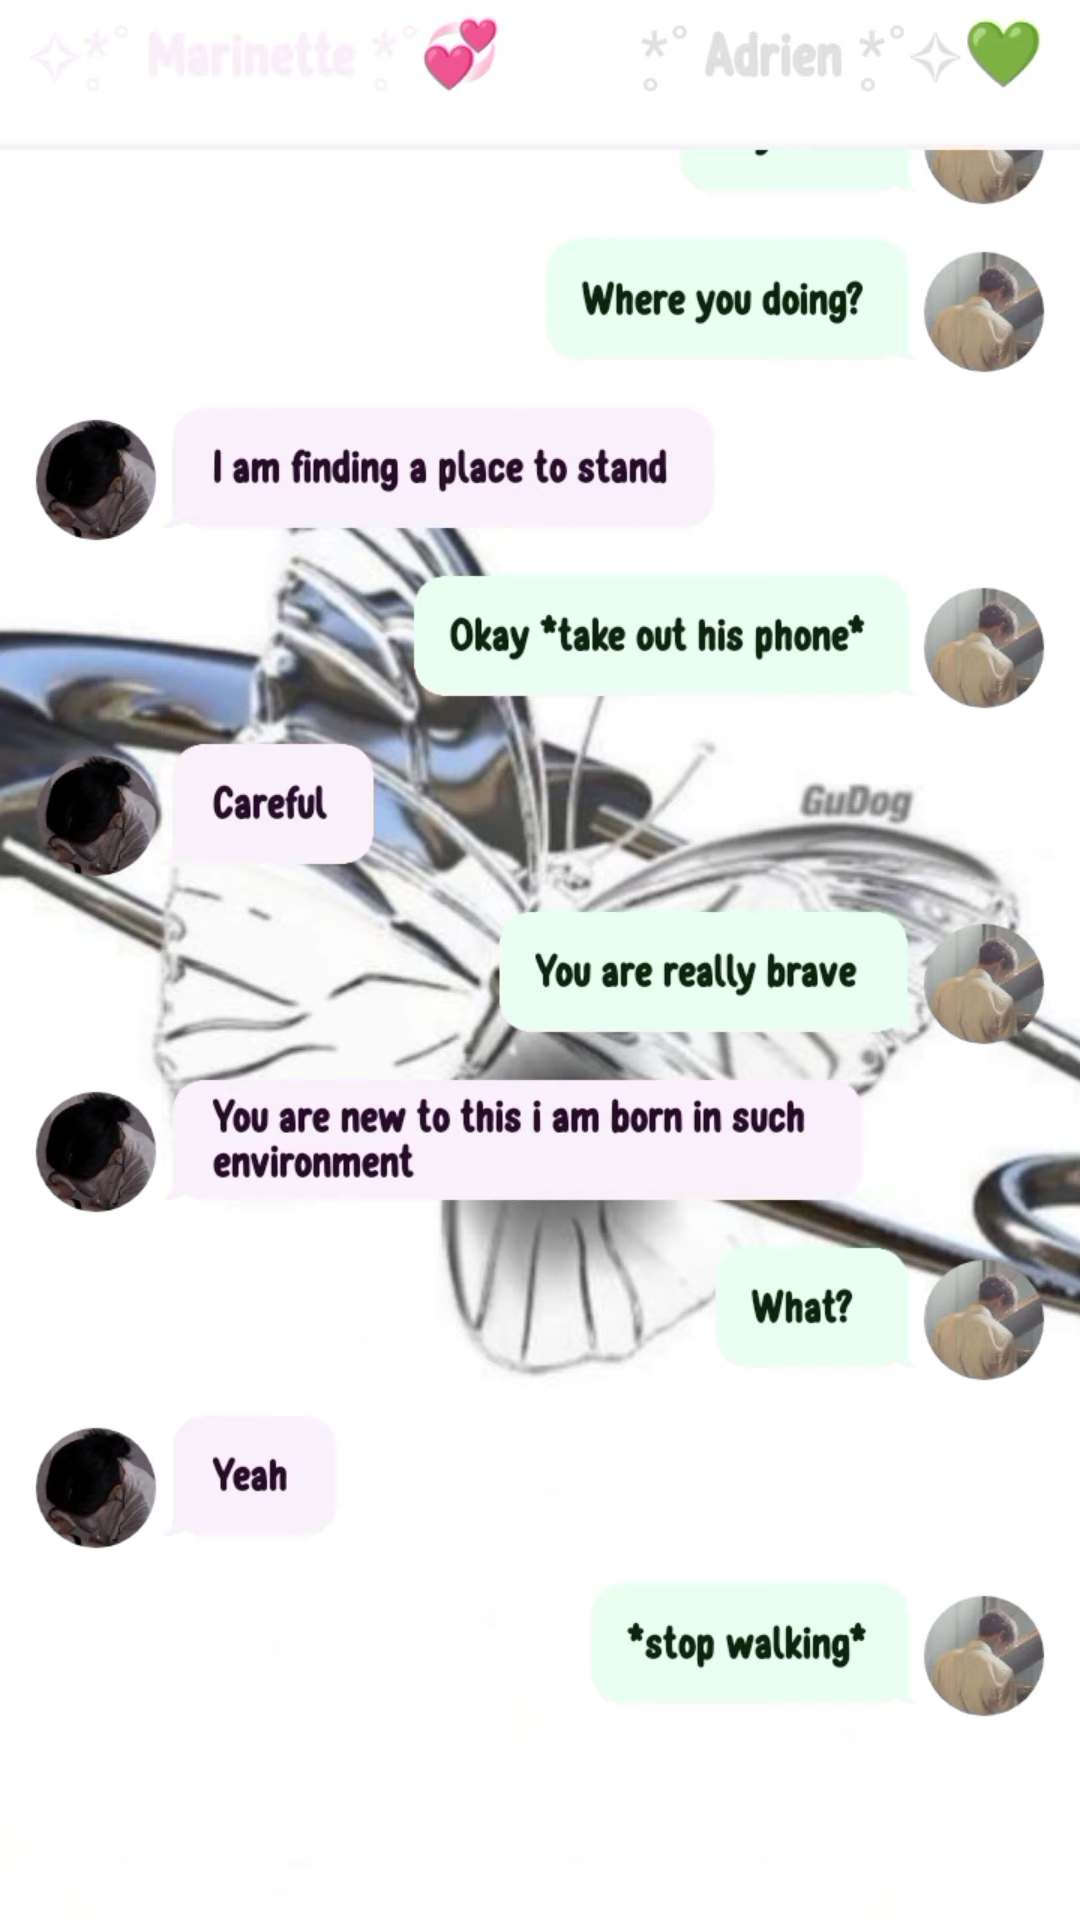 Marinette 💞 Adrien 💚
Where you doing?
I am finding a place to stand
Okay *take out his phone*
Careful
GuDog
You are really brave
You are new to this i am born in such
environment
What?
Yeah
*stop walking*